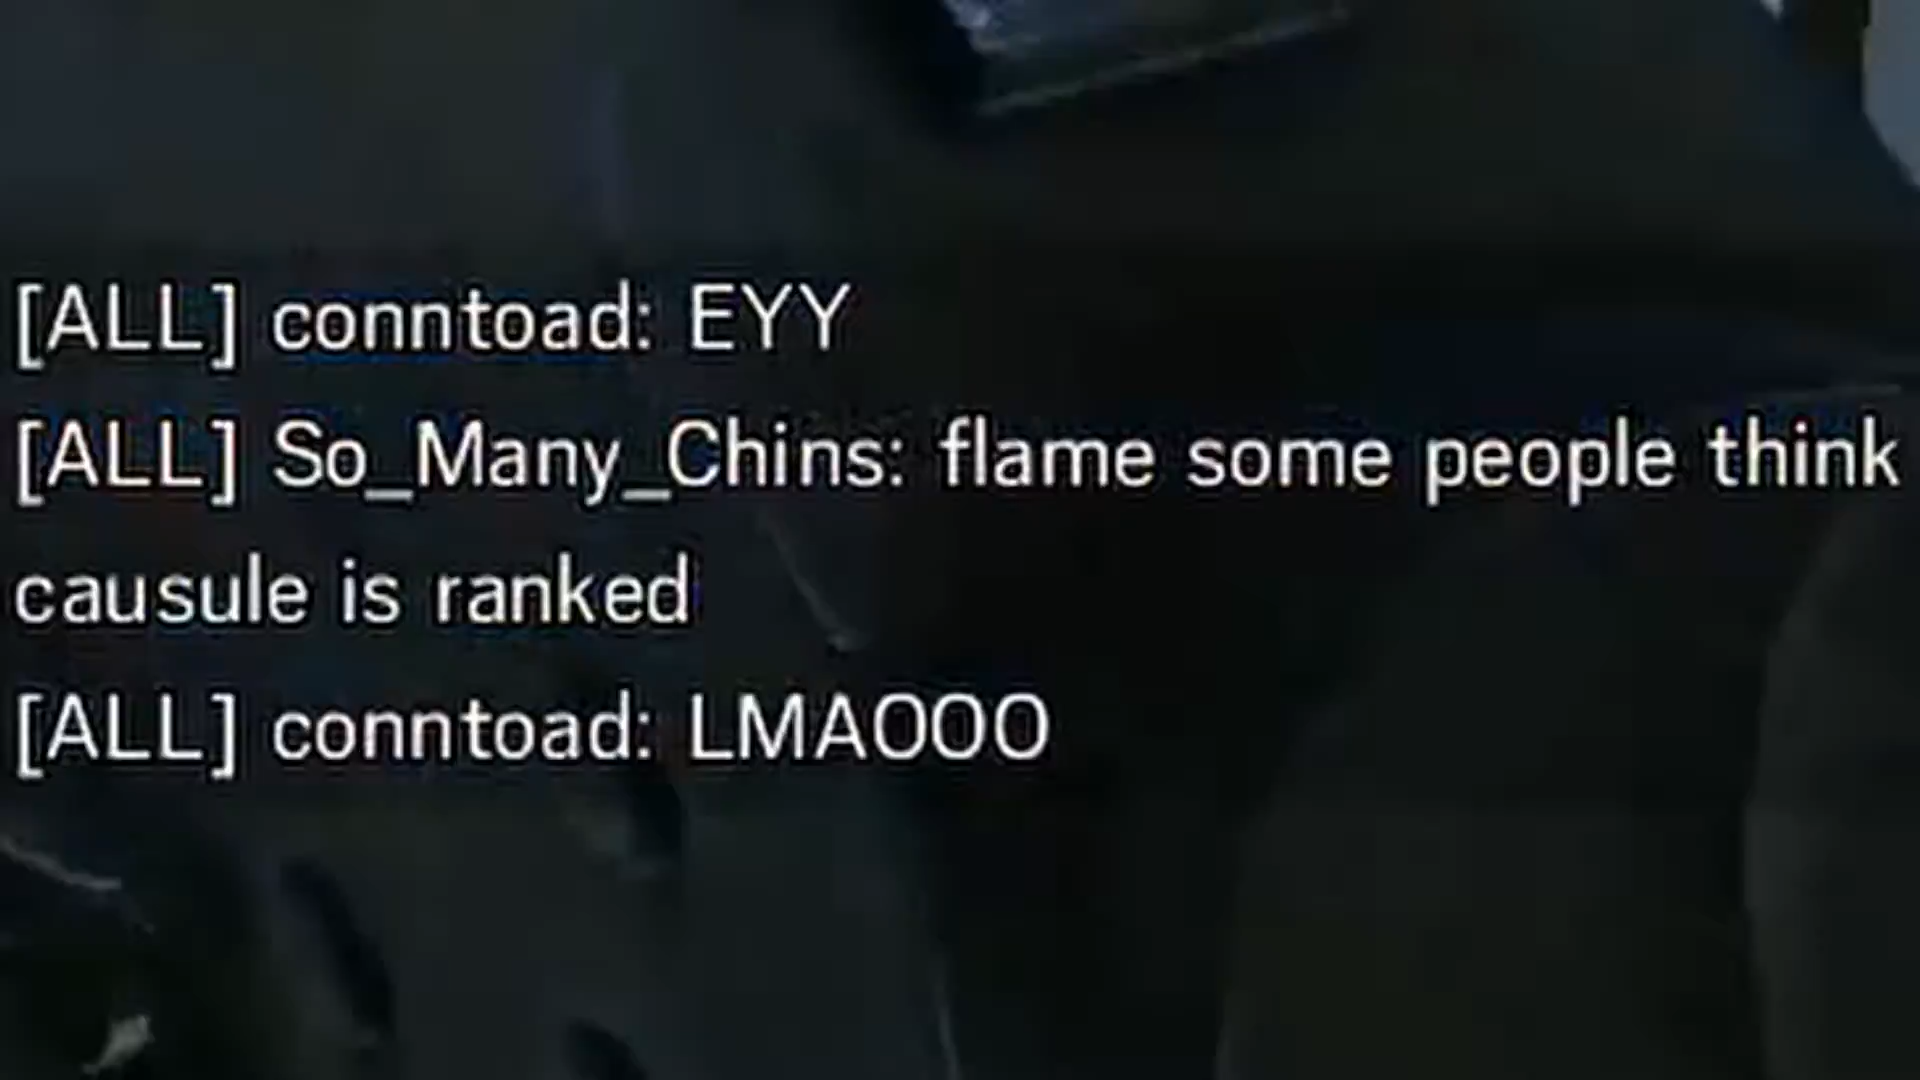 [ALL] conntoad: EYY
[ALL] So_Many_Chins: flame some people think
causule is ranked
[ALL] conntoad: LMAOOO